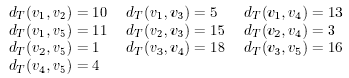 d_T(v_1, v_2) = 10 d_T(v_1, v_3) = 5 d_T(v_1, v_4) = 13
d_T(v_1, v_5) = 11 d_T(v_2, v_3) = 15 d_T(v_2, v_4) = 3
d_T(v_2, v_5) = 1 d_T(v_3, v_4) = 18 d_T(v_3, v_5) = 16
d_T(v_4, v_5) = 4